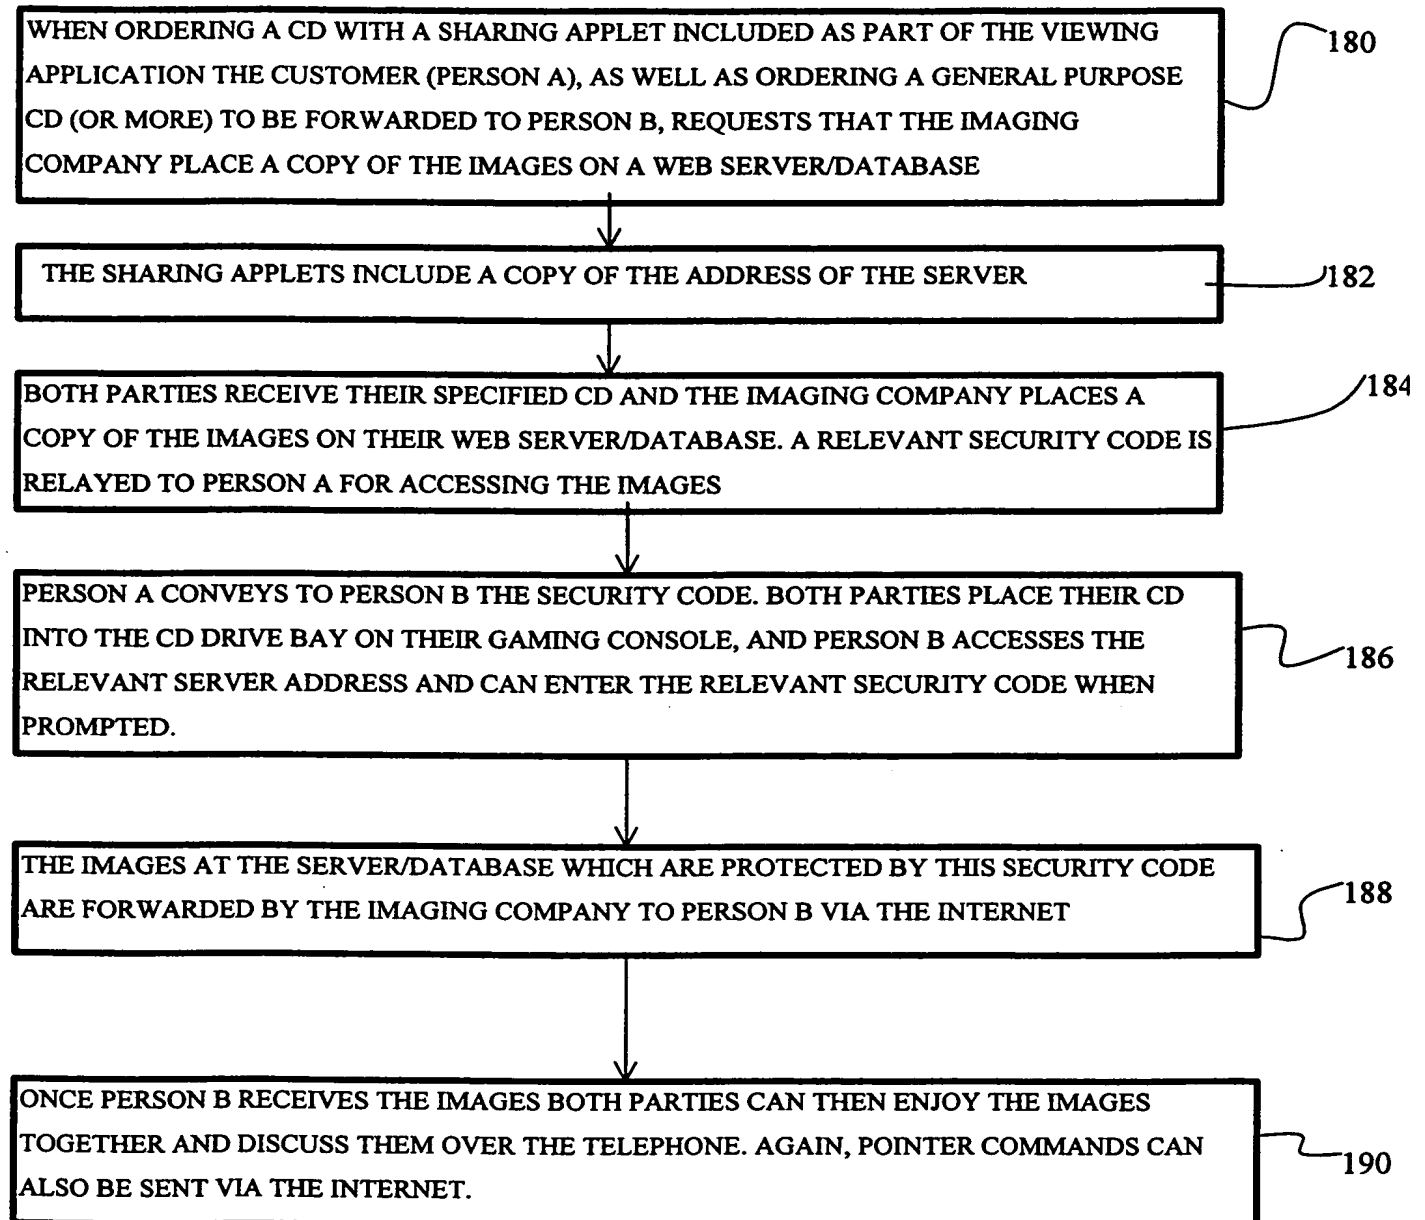 WHEN ORDERING A CD WITH A SHARING APPLET INCLUDED AS PART OF THE VIEWING
APPLICATION THE CUSTOMER (PERSON A), AS WELL AS ORDERING A GENERAL PURPOSE
CD (OR MORE) TO BE FORWARDED TO PERSON B, REQUESTS THAT THE IMAGING
COMPANY PLACE A COPY OF THE IMAGES ON A WEB SERVER/DATABASE
180
THE SHARING APPLETS INCLUDE A COPY OF THE ADDRESS OF THE SERVER
182
BOTH PARTIES RECEIVE THEIR SPECIFIED CD AND THE IMAGING COMPANY PLACES A
COPY OF THE IMAGES ON THEIR WEB SERVER/DATABASE. A RELEVANT SECURITY CODE IS
RELAYED TO PERSON A FOR ACCESSING THE IMAGES
184
PERSON A CONVEYS TO PERSON B THE SECURITY CODE. BOTH PARTIES PLACE THEIR CD
INTO THE CD DRIVE BAY ON THEIR GAMING CONSOLE, AND PERSON B ACCESSES THE
RELEVANT SERVER ADDRESS AND CAN ENTER THE RELEVANT SECURITY CODE WHEN
PROMPTED.
186
THE IMAGES AT THE SERVER/DATABASE WHICH ARE PROTECTED BY THIS SECURITY CODE
ARE FORWARDED BY THE IMAGING COMPANY TO PERSON B VIA THE INTERNET
188
ONCE PERSON B RECEIVES THE IMAGES BOTH PARTIES CAN THEN ENJOY THE IMAGES
TOGETHER AND DISCUSS THEM OVER THE TELEPHONE. AGAIN, POINTER COMMANDS CAN
ALSO BE SENT VIA THE INTERNET.
190